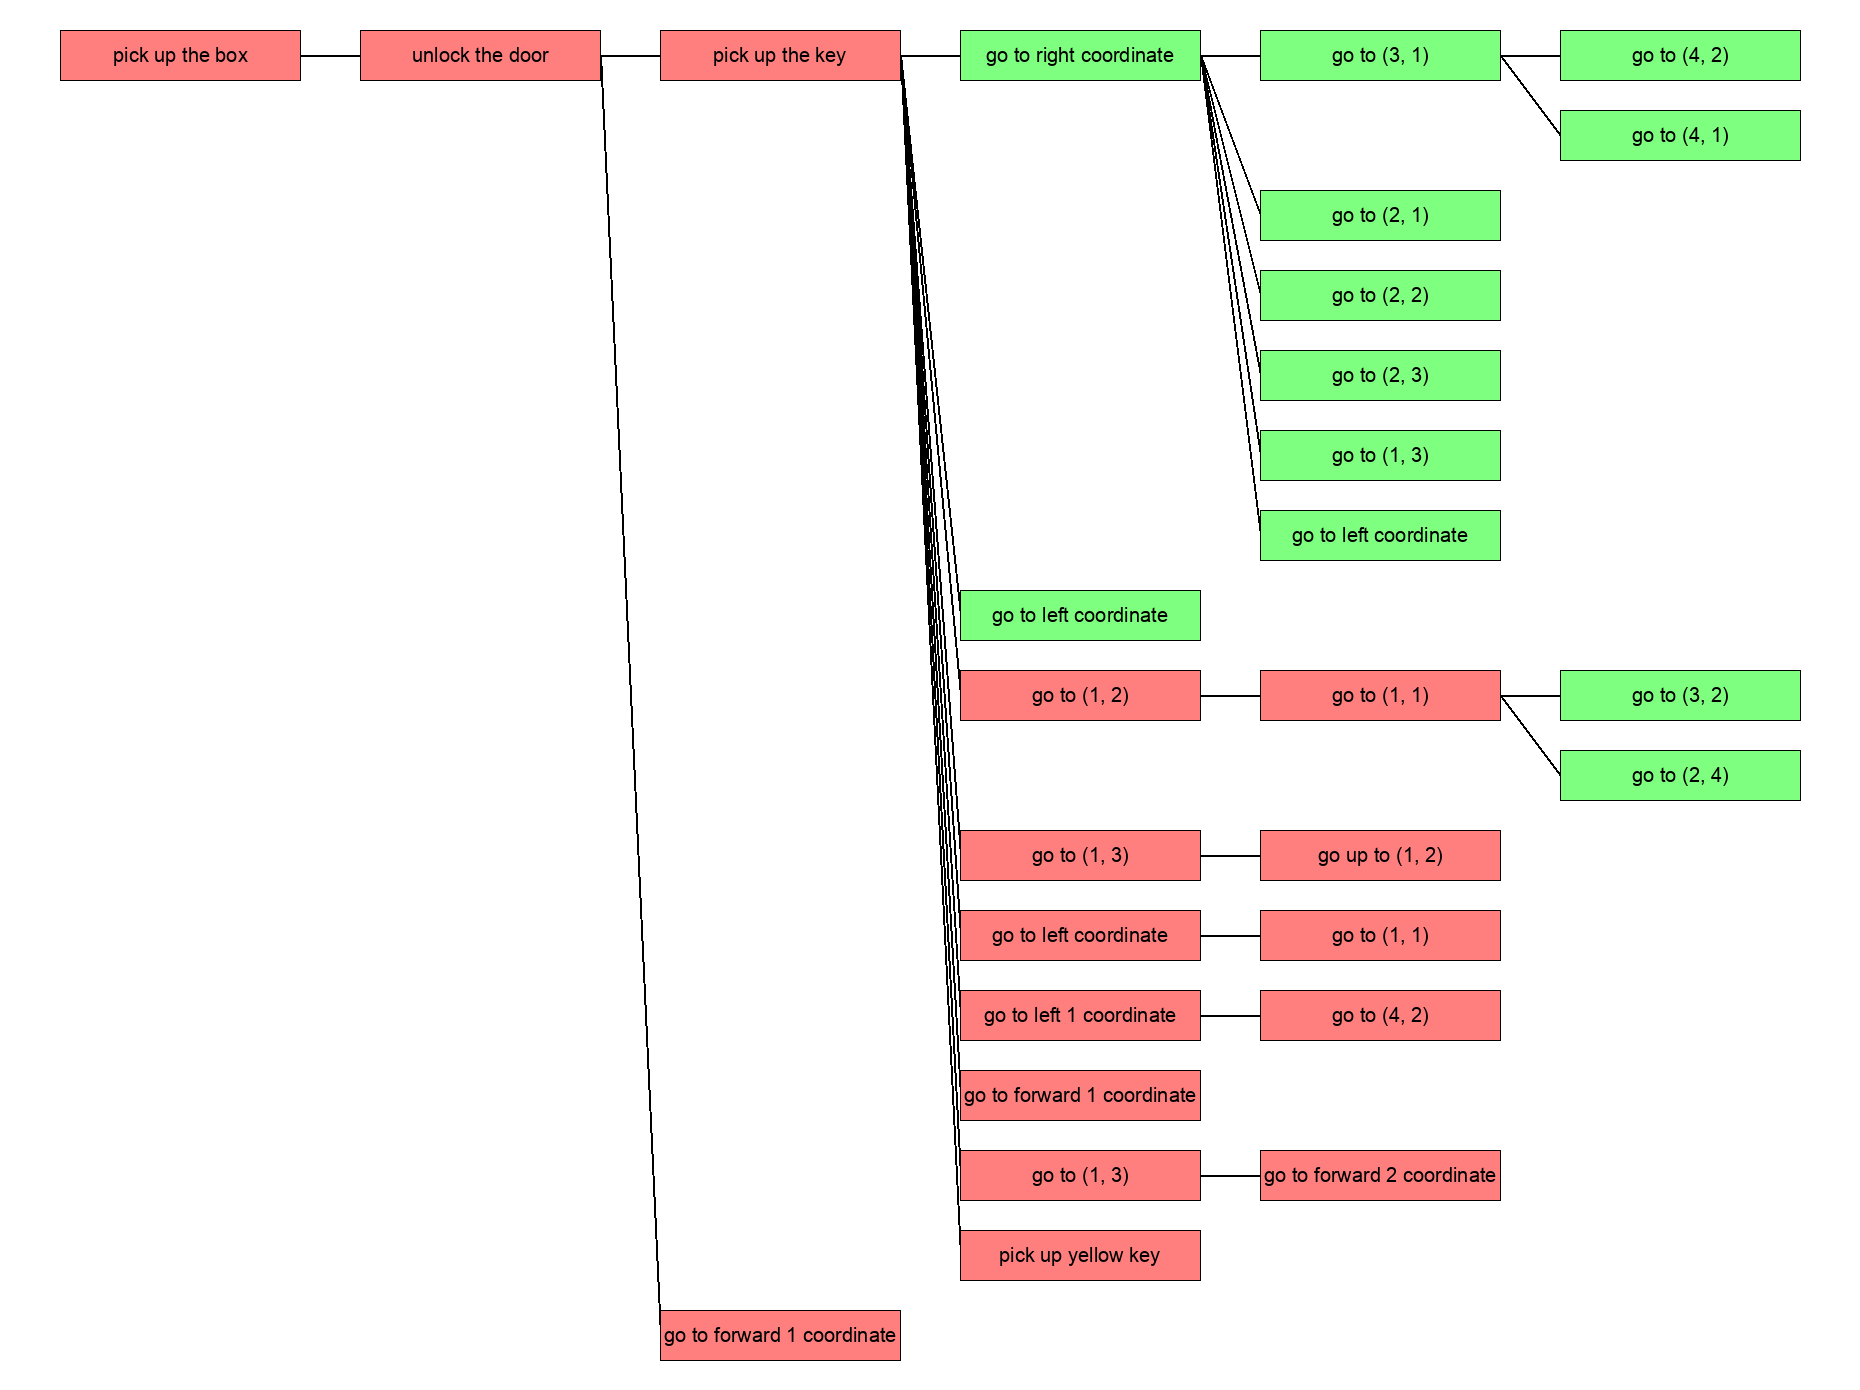 pick up the box
unlock the door
pick up the key
go to right coordinate
go to (3, 1)
go to (4, 2)
go to (4, 1)
go to (2, 1)
go to (2, 2)
go to (2, 3)
go to (1, 3)
go to left coordinate
go to left coordinate
go to (1, 2)
go to (1, 1)
go to (3, 2)
go to (2, 4)
go to (1, 3)
go up to (1, 2)
go to left coordinate
go to (1, 1)
go to left 1 coordinate
go to (4, 2)
go to forward 1 coordinate
go to (1, 3)
go to forward 2 coordinate
pick up yellow key
go to forward 1 coordinate